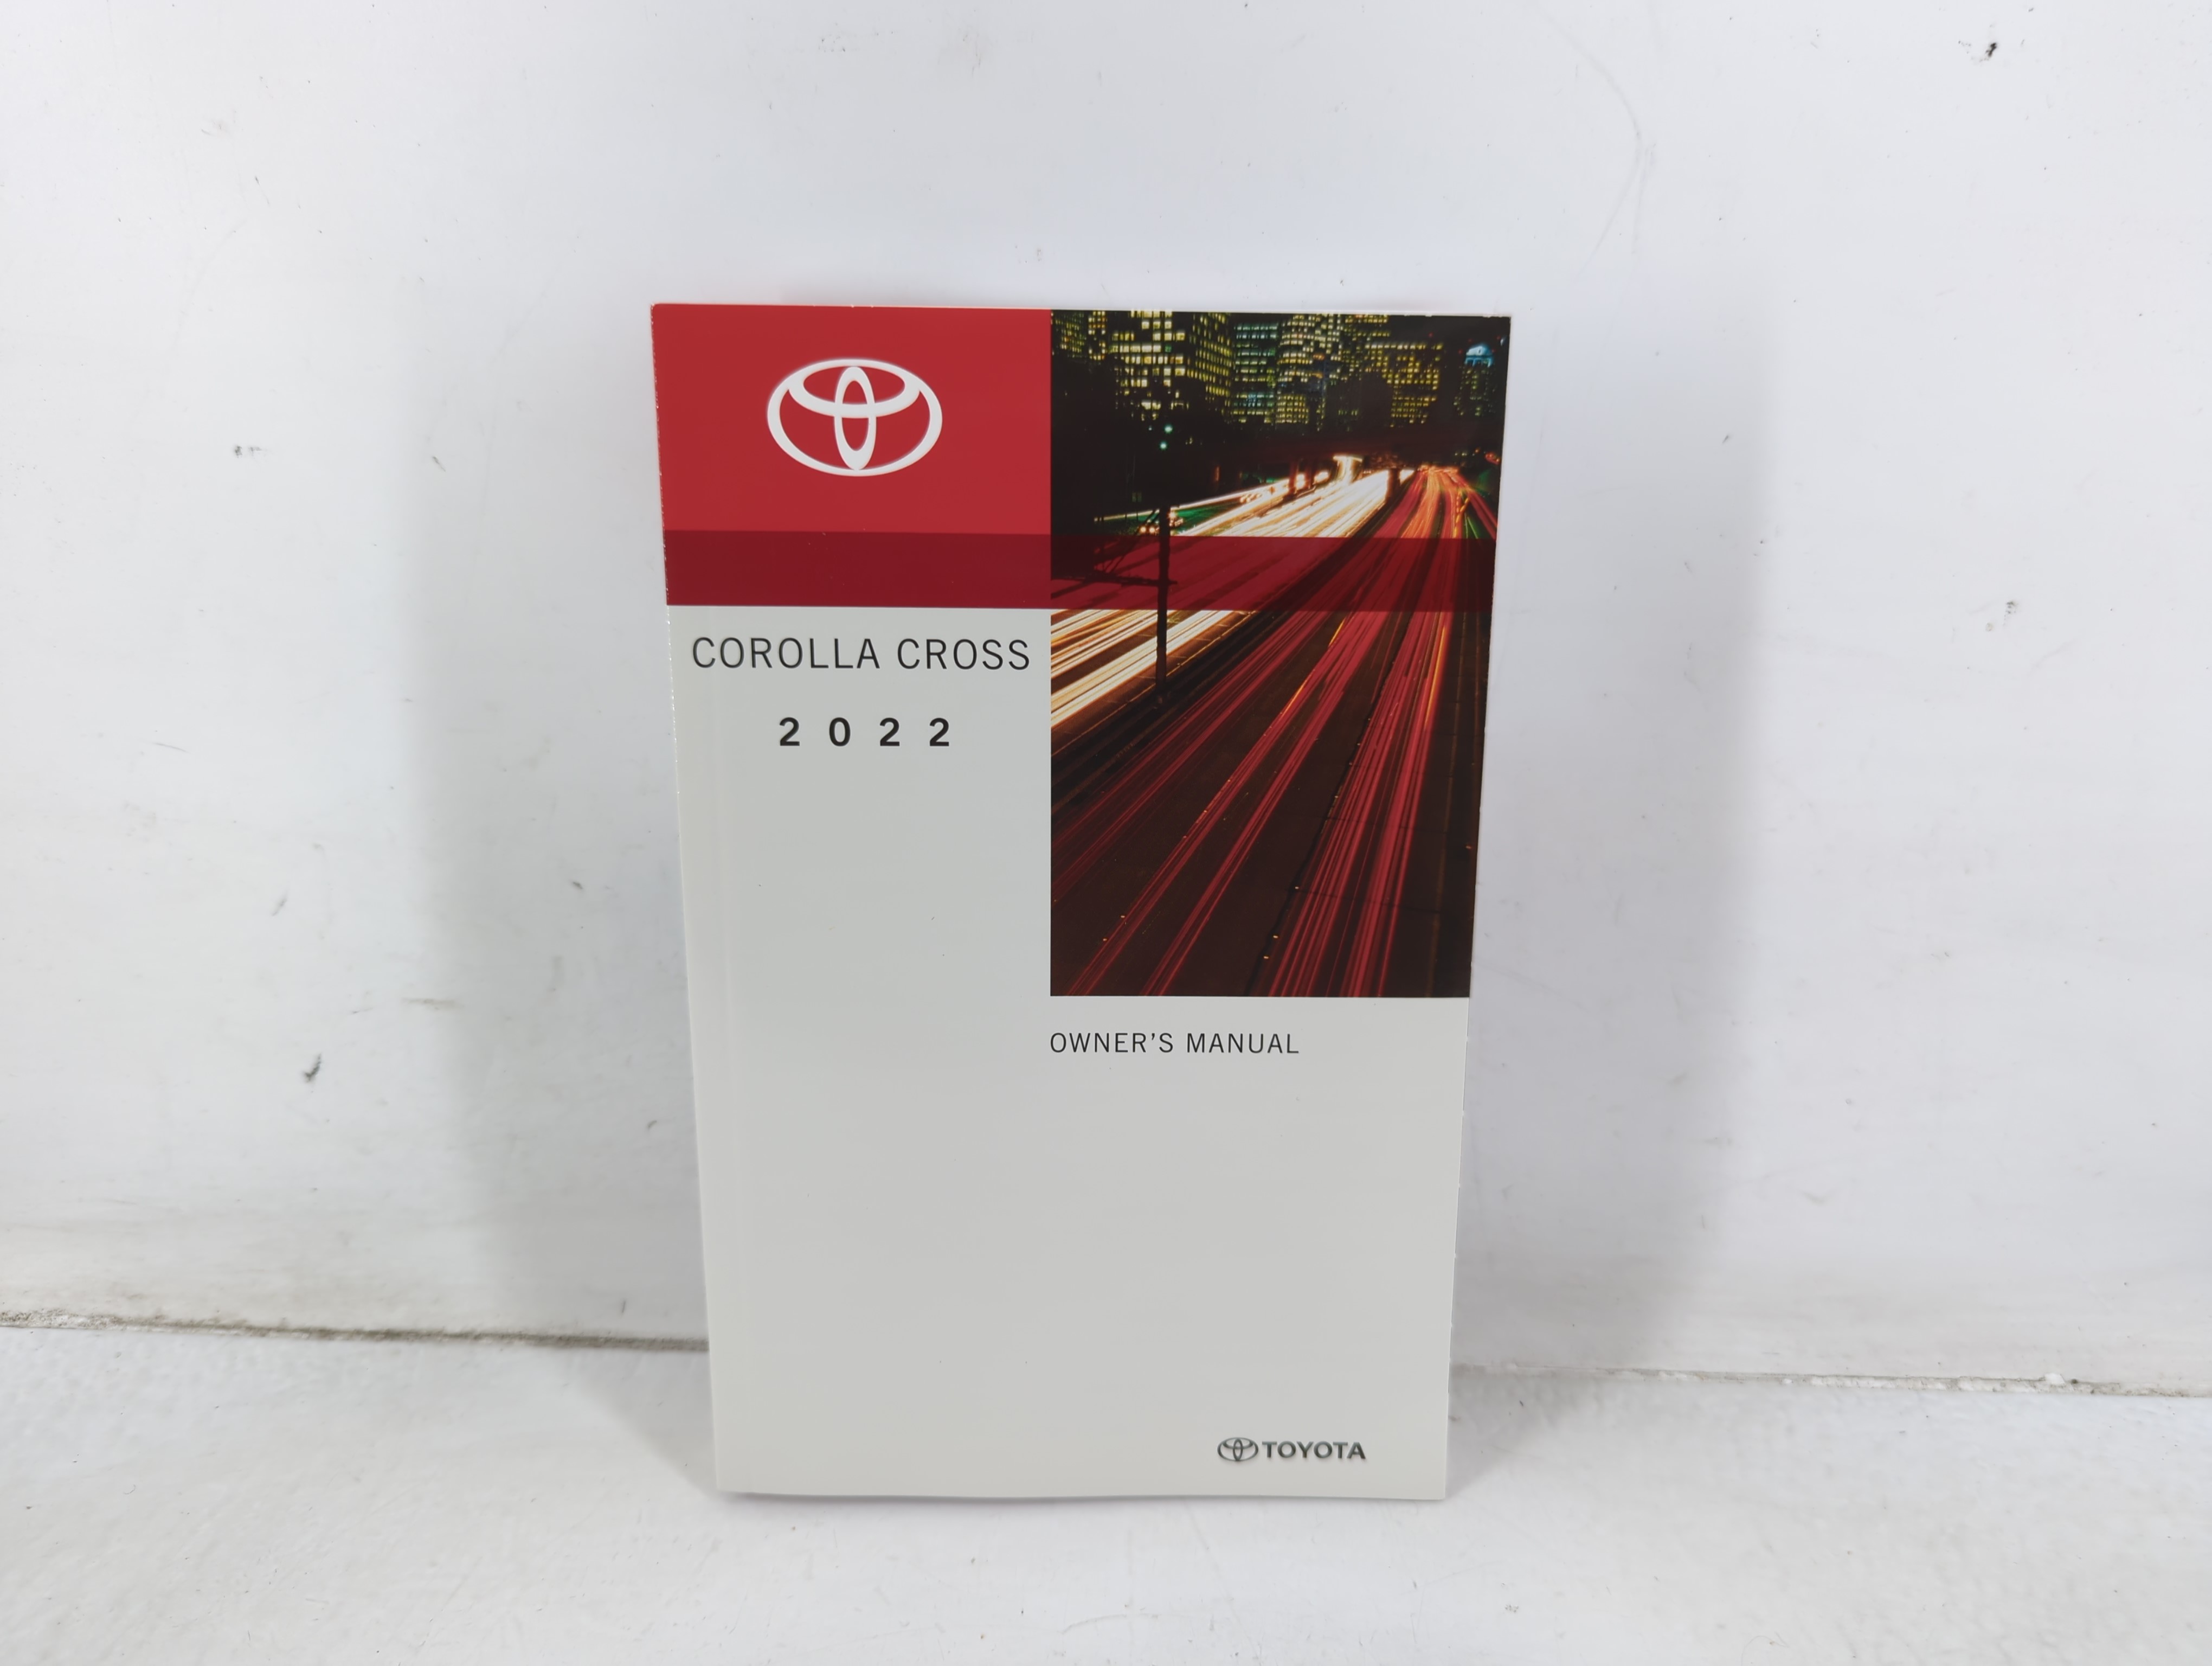 COROLLA CROSS
2022
OWNER'S MANUAL
TOYOTA